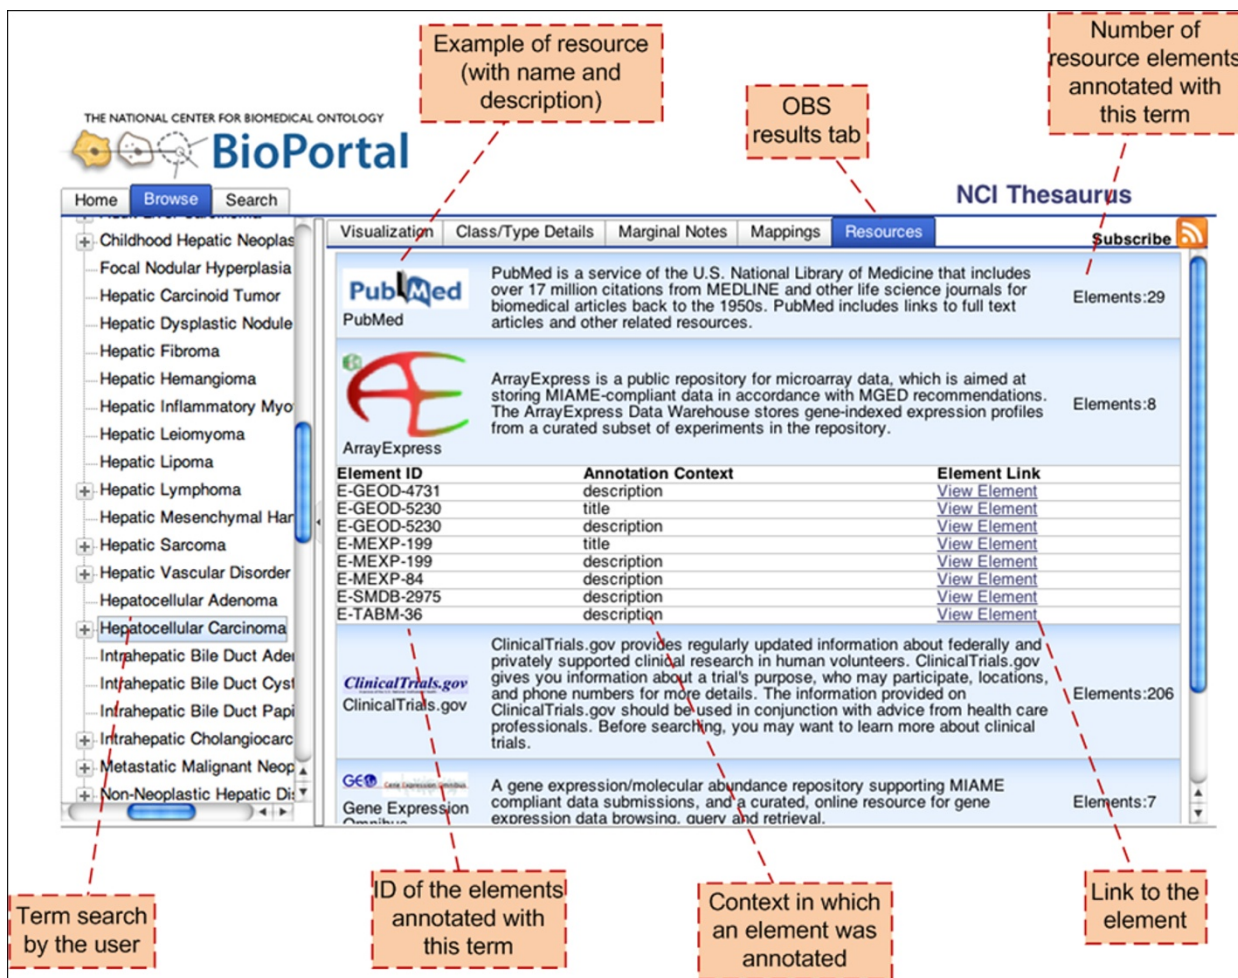 Example of resource
(with name and
description)
Number of
resource elements
annotated with
this term
OBS
results tab
THE NATIONAL CENTER FOR BIOMEDICAL ONTOLOGY
BioPortal
Home Browse Search
NCI Thesaurus
Childhood Hepatic Neoplas
Focal Nodular Hyperplasia
Hepatic Carcinoid Tumor
Hepatic Dysplastic Nodule
Hepatic Fibroma
Hepatic Hemangioma
Hepatic Inflammatory Myo
Hepatic Leiomyoma
Hepatic Lipoma
Hepatic Lymphoma
Hepatic Mesenchymal Har
Hepatic Sarcoma
Hepatic Vascular Disorder
Hepatocellular Adenoma
Hepatocellular Carcinoma
Intrahepatic Bile Duct Ader
Intrahepatic Bile Duct Cyst
Intrahepatic Bile Duct Papi
Intrahepatic Cholangiocarc
Metastatic Malignant Neop
Non-Neoplastic Hepatic Di
Visualization Class/Type Details Marginal Notes Mappings Resources
Subscribe
PubMed
PubMed
PubMed is a service of the U.S. National Library of Medicine that includes
over 17 million citations from MEDLINE and other life science journals for
biomedical articles back to the 1950s. PubMed includes links to full text
articles and other related resources.
Elements:29
ArrayExpress
ArrayExpress is a public repository for microarray data, which is aimed at
storing MIAME-compliant data in accordance with MGED recommendations.
The ArrayExpress Data Warehouse stores gene-indexed expression profiles
from a curated subset of experiments in the repository.
Elements:8
Element ID Annotation Context Element Link
E-GEOD-4731 description View Element
E-GEOD-5230 title View Element
E-GEOD-5230 description View Element
E-MEXP-199 title View Element
E-MEXP-199 description View Element
E-MEXP-84 description View Element
E-SMDB-2975 description View Element
E-TABM-36 description View Element
ClinicalTrials.gov
ClinicalTrials.gov
ClinicalTrials.gov provides regularly updated information about federally and
privately supported clinical research in human volunteers. ClinicalTrials.gov
gives you information about a trial's purpose, who may participate, locations,
and phone numbers for more details. The information provided on
ClinicalTrials.gov should be used in conjunction with advice from health care
professionals. Before searching, you may want to learn more about clinical
trials.
Elements:206
GEO Gene Expression Omnibus
Gene Expression
Omnibus
A gene expression/molecular abundance repository supporting MIAME
compliant data submissions, and a curated, online resource for gene
expression data browsing, query and retrieval.
Elements:7
Term search
by the user
ID of the elements
annotated with
this term
Context in which
an element was
annotated
Link to the
element